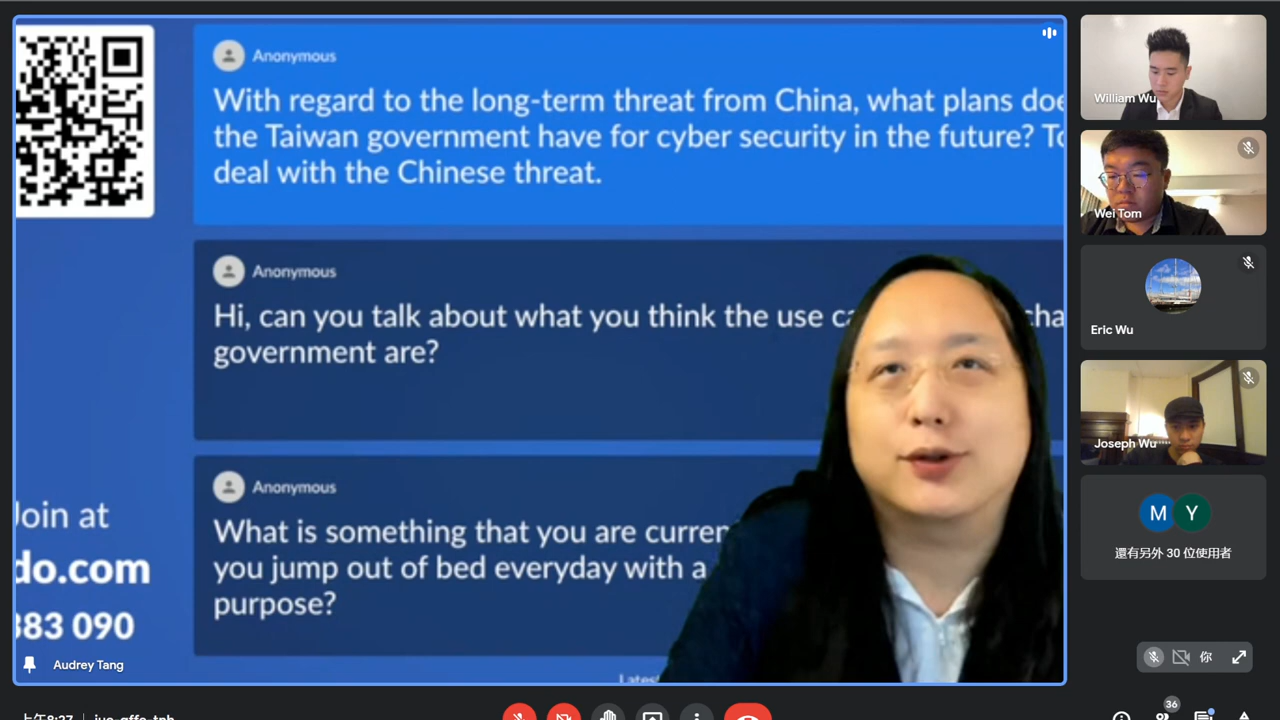 Anonymous
With regard to the long-term threat from China, what plans
the Taiwan government have for cyber security in the future?
deal with the Chinese threat.
Anonymous
Hi, can you talk about what you think the use
government are?
Anonymous
What is something that you are
you jump out of bed everyday with a
purpose?
Join at
do.com
383 090
Audrey Tang
William Wu
Wei Tom
Eric Wu
Joseph Wu
M Y
還有另外 30 位使用者
你
36
上午8:27